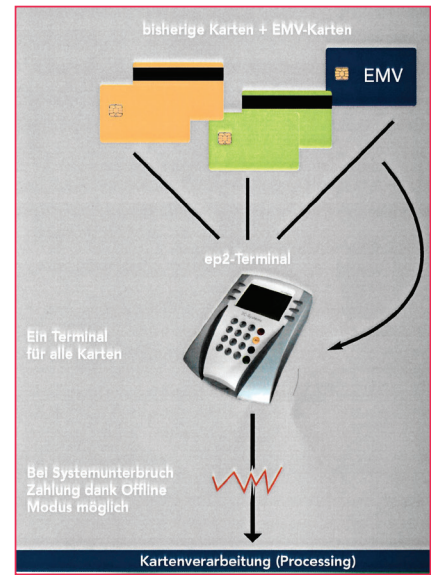 bisherige Karten + EMV-Karten
EMV
ep2-Terminal
Ein Terminal
für alle Karten
Bei Systemunterbruch
Zahlung dank Offline
Modus möglich
Kartenverarbeitung (Processing)